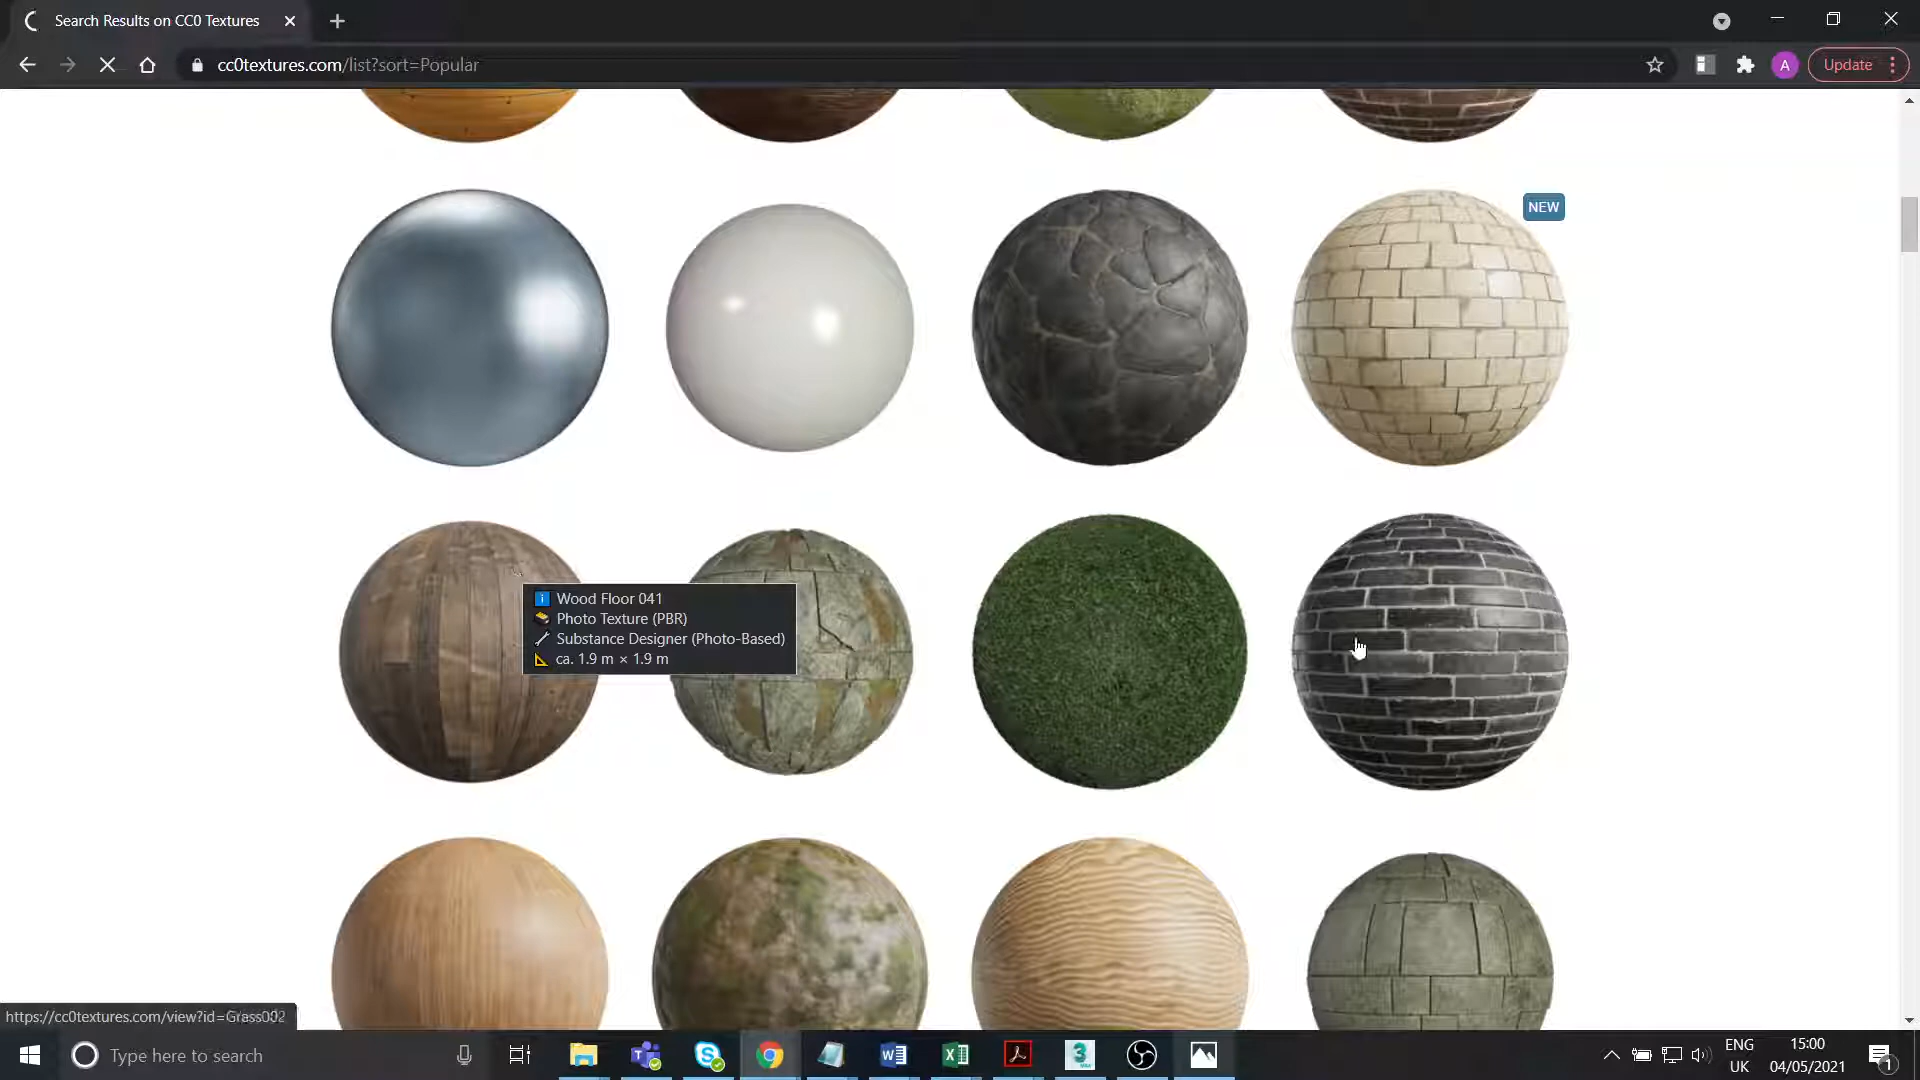 Search Results on CC0 Textures
cc0textures.com/list?sort=Popular
A
Update
NEW
Wood Floor 041
Photo Texture (PBR)
Substance Designer (Photo-Based)
ca. 1.9 m × 1.9 m
https://cc0textures.com/view?id=Grass002
Type here to search
ENG
UK
15:00
04/05/2021
1